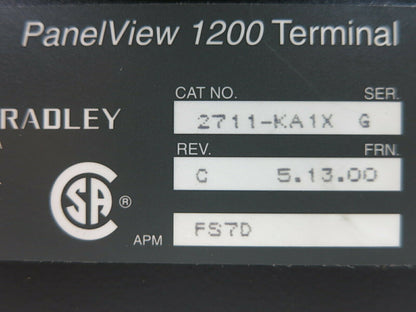 PanelView 1200 Terminal
CAT NO. SER.
RADLEY 2711-KA1X G
REV. FRN.
C 5.13.00
SA ®
APM FS7D